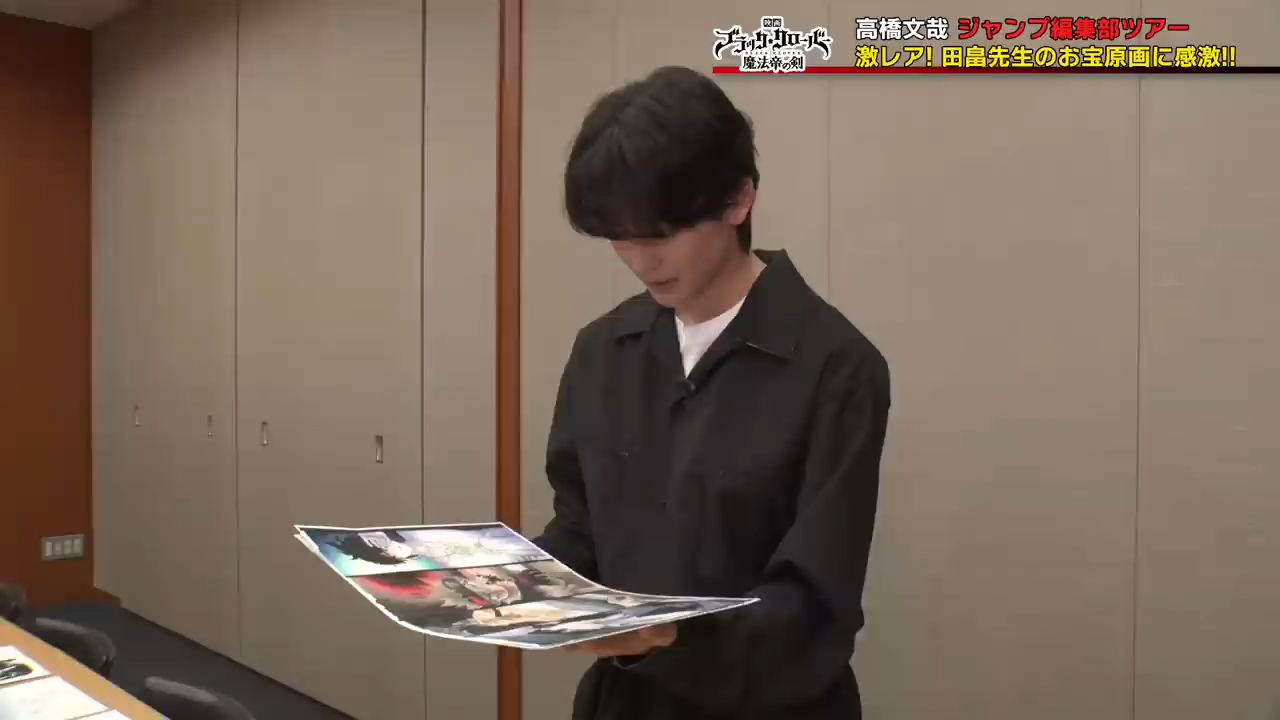 映画
ブラッククローバー
BLACK CLOVER
魔法帝の剣
高橋文哉 ジャンプ編集部ツアー
激レア! 田畠先生のお宝原画に感激!!